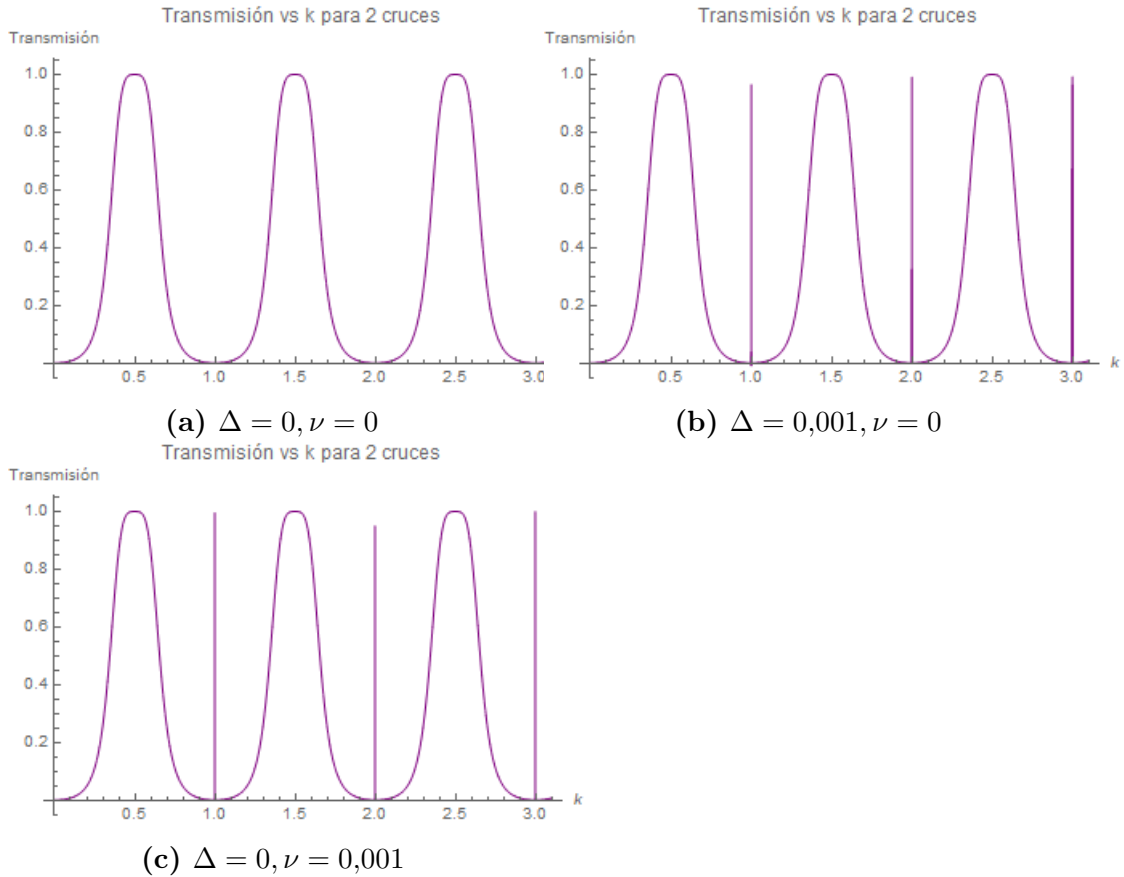 Transmisión vs k para 2 cruces
Transmisión
1.0
0.8
0.6
0.4
0.2
0.5 1.0 1.5 2.0 2.5 3.0
(a) Δ = 0, ν = 0
Transmisión vs k para 2 cruces
Transmisión
1.0
0.8
0.6
0.4
0.2
0.5 1.0 1.5 2.0 2.5 3.0 k
(b) Δ = 0,001, ν = 0
Transmisión vs k para 2 cruces
Transmisión
1.0
0.8
0.6
0.4
0.2
0.5 1.0 1.5 2.0 2.5 3.0 k
(c) Δ = 0, ν = 0,001